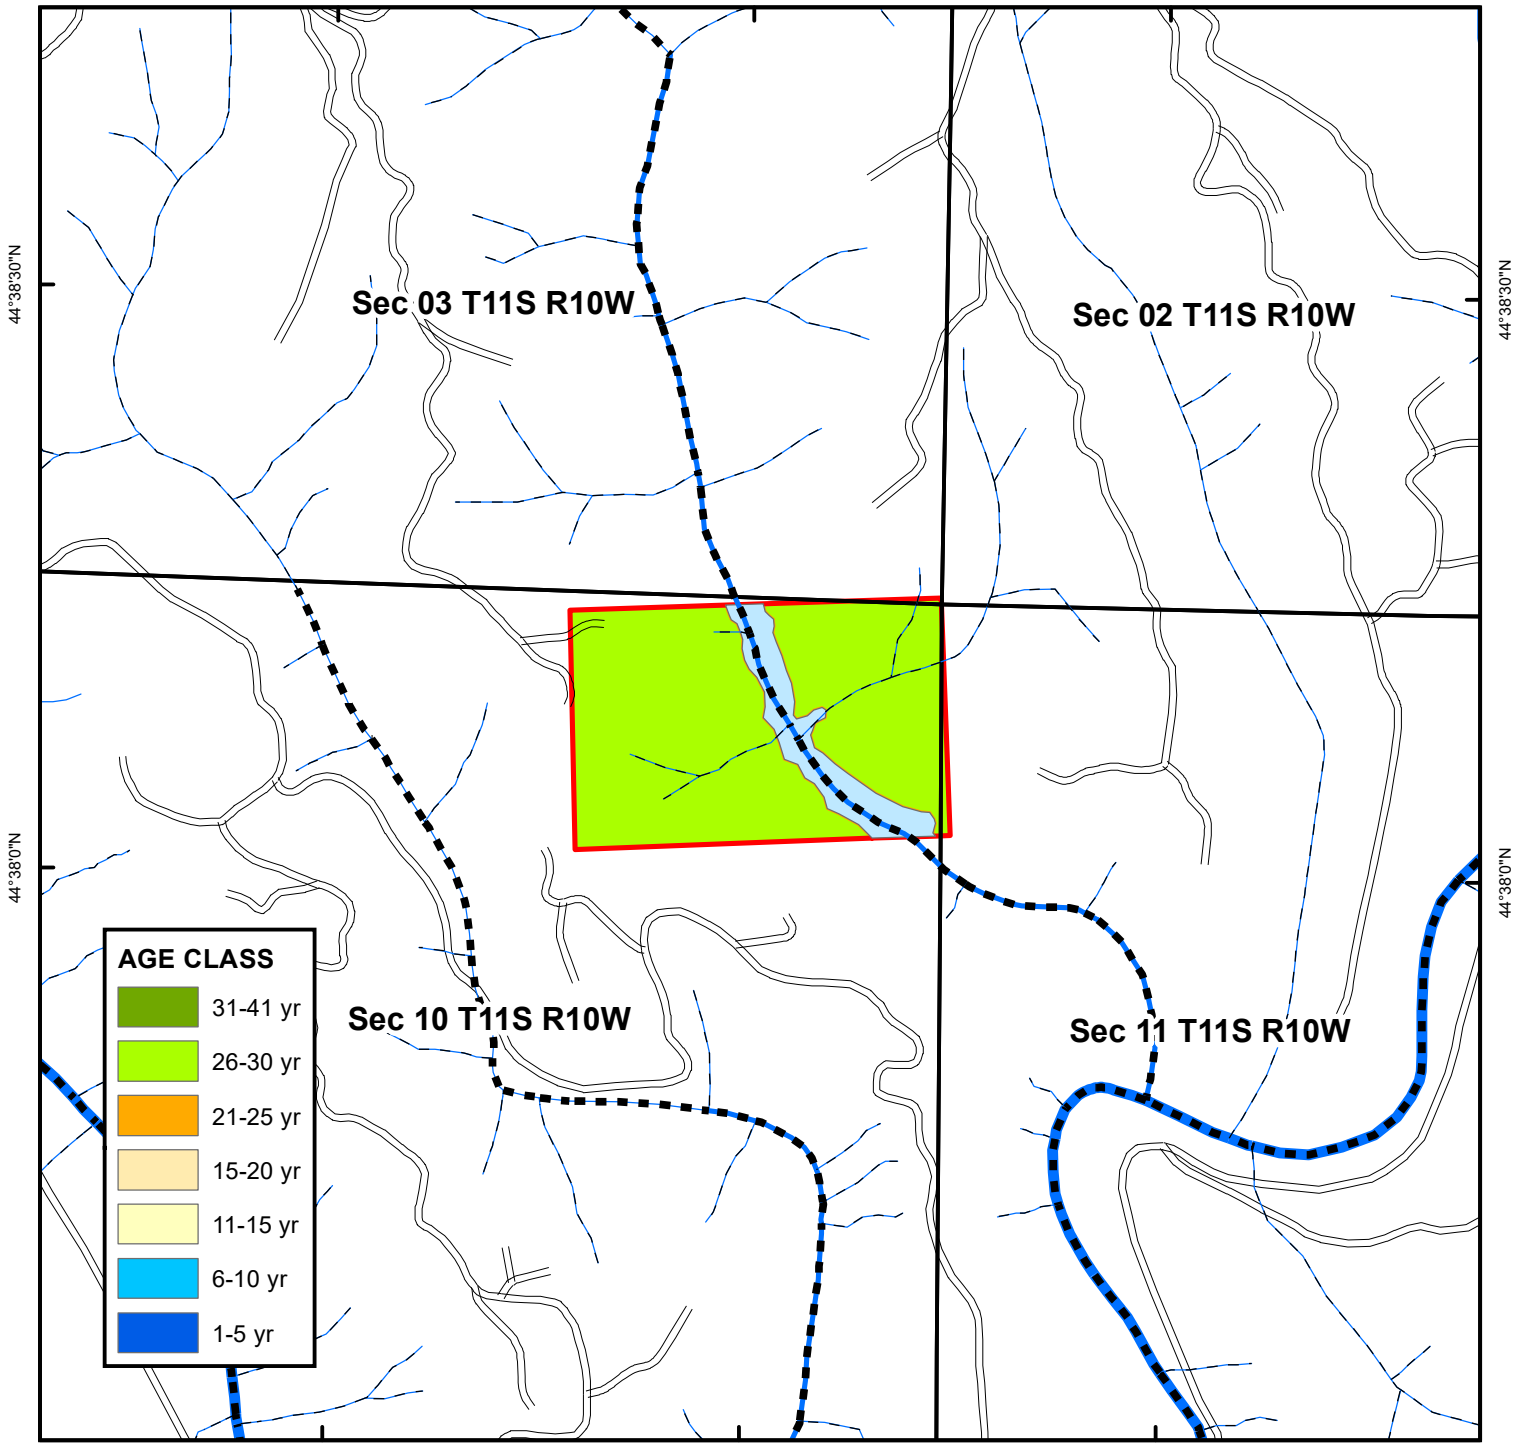 44°38'30"N
44°38'30"N
Sec 03 T11S R10W
Sec 02 T11S R10W
44°38'0"N
44°38'0"N
Sec 10 T11S R10W
Sec 11 T11S R10W
AGE CLASS
31-41 yr
26-30 yr
21-25 yr
15-20 yr
11-15 yr
6-10 yr
1-5 yr